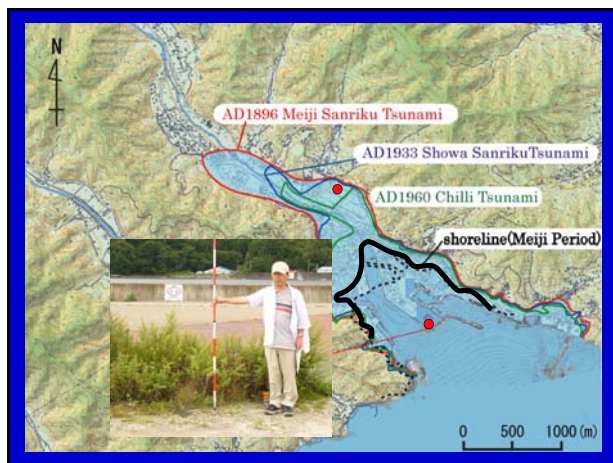 N
AD1896 Meiji Sanriku Tsunami
AD1933 Showa SanrikuTsunami
AD1960 Chilli Tsunami
shoreline(Meiji Period)
0 500 1000 (m)